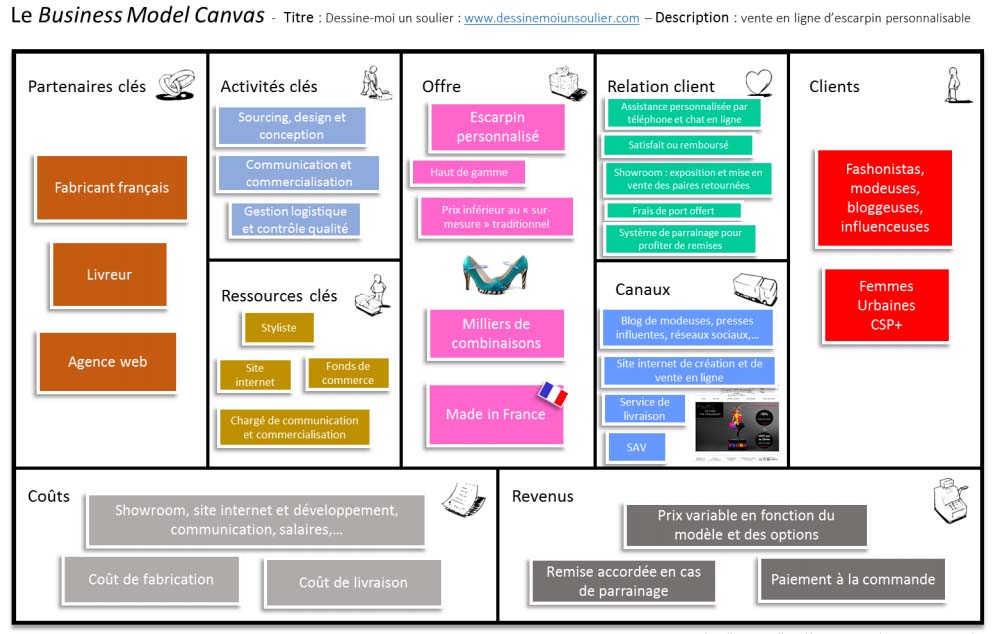 Le Business Model Canvas - Titre : Dessine-moi un soulier : www.dessinemoiunsoulier.com – Description : vente en ligne d'escarpin personnalisable
Partenaires clés
Fabricant français
Livreur
Agence web
Activités clés
Sourcing, design et
conception
Communication et
commercialisation
Gestion logistique
et contrôle qualité
Ressources clés
Styliste
Site
internet
Fonds de
commerce
Chargé de communication
et commercialisation
Offre
Escarpin
personnalisé
Haut de gamme
Prix inférieur au « sur-
mesure » traditionnel
Milliers de
combinaisons
Made in France
Relation client
Assistance personnalisée par
téléphone et chat en ligne
Satisfait ou remboursé
Showroom : exposition et mise en
vente des paires retournées
Frais de port offert
Système de parrainage pour
profiter de remises
Canaux
Blog de modeuses, presses
influentes, réseaux sociaux,...
Site internet de création et de
vente en ligne
Service de
livraison
SAV
Clients
Fashonistas,
modeuses,
bloggeuses,
influenceuses
Femmes
Urbaines
CSP+
Coûts
Showroom, site internet et développement,
communication, salaires,...
Coût de fabrication
Coût de livraison
Revenus
Prix variable en fonction du
modèle et des options
Remise accordée en cas
de parrainage
Paiement à la commande